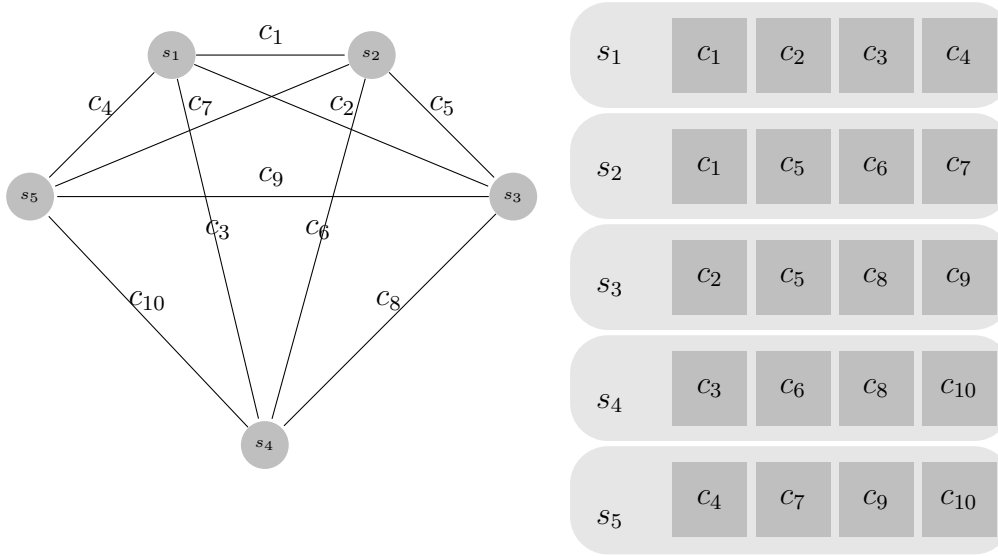 c₁
s₁ s₂
c₄ c₇ c₂ c₅
c₉
s₅ s₃
c₃ c₆
c₁₀ c₈
s₄
s₁ c₁ c₂ c₃ c₄
s₂ c₁ c₅ c₆ c₇
s₃ c₂ c₅ c₈ c₉
s₄ c₃ c₆ c₈ c₁₀
s₅ c₄ c₇ c₉ c₁₀